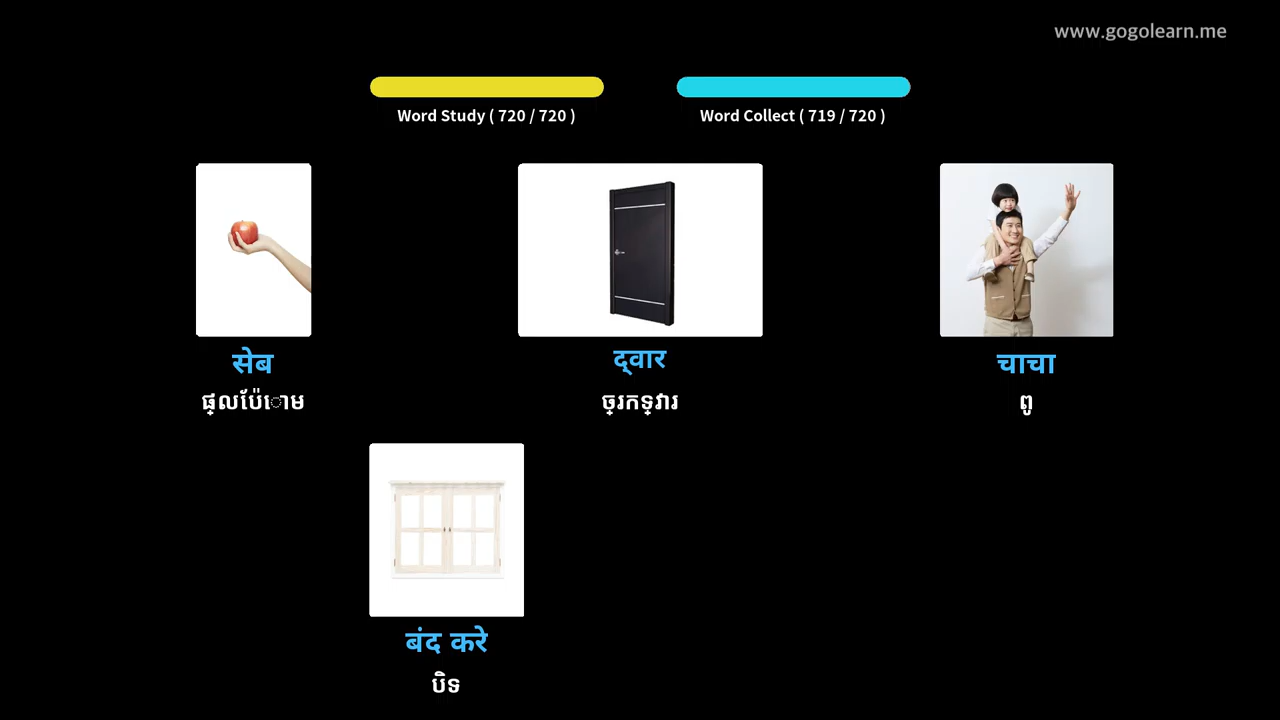 www.gogolearn.me
Word Study ( 720 / 720 )
Word Collect ( 719 / 720 )
सेब
द्वार
चाचा
ផ្លែប៉ោម
ច្រកទ្វារ
ពូ
बंद करे
បិទ